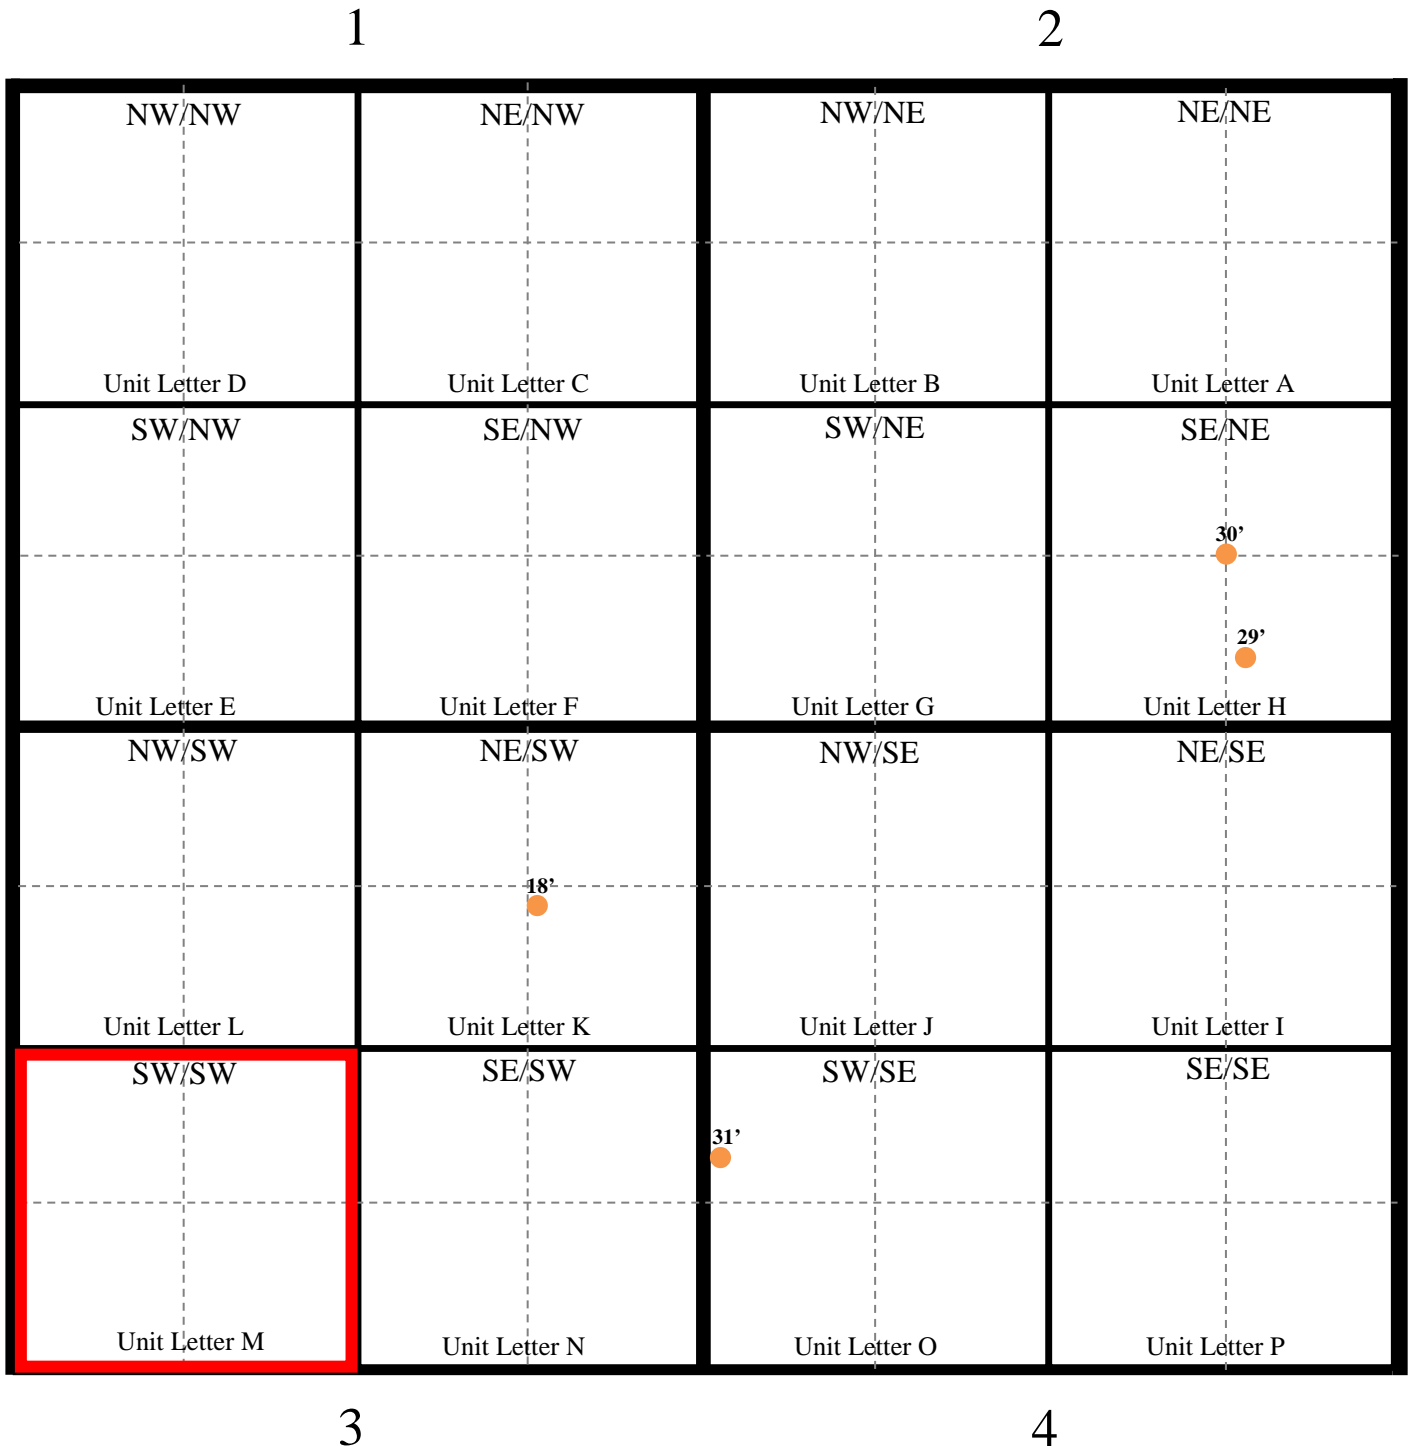 1 2
NW/NW NE/NW NW/NE NE/NE
Unit Letter D Unit Letter C Unit Letter B Unit Letter A
SW/NW SE/NW SW/NE SE/NE
30’
29’
Unit Letter E Unit Letter F Unit Letter G Unit Letter H
NW/SW NE/SW NW/SE NE/SE
18’
Unit Letter L Unit Letter K Unit Letter J Unit Letter I
SW/SW SE/SW SW/SE SE/SE
31’
Unit Letter M Unit Letter N Unit Letter O Unit Letter P
3 4